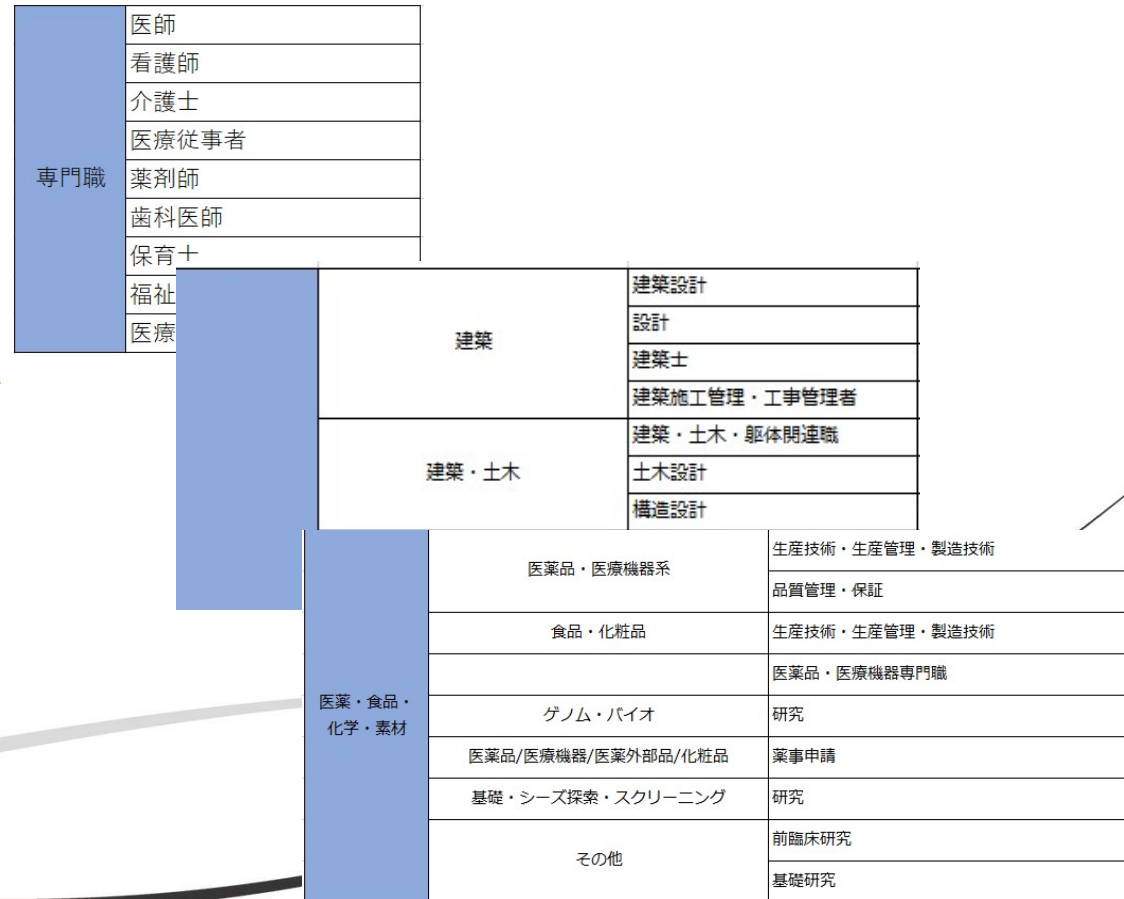 専門職
医師
看護師
介護士
医療従事者
薬剤師
歯科医師
保育士
福祉
医療
建築
建築設計
設計
建築士
建築施工管理・工事管理者
建築・土木
建築・土木・躯体関連職
土木設計
構造設計
医薬・食品・
化学・素材
医薬品・医療機器系
生産技術・生産管理・製造技術
品質管理・保証
食品・化粧品
生産技術・生産管理・製造技術
医薬品・医療機器専門職
ゲノム・バイオ
研究
医薬品/医療機器/医薬外部品/化粧品
薬事申請
基礎・シーズ探索・スクリーニング
研究
その他
前臨床研究
基礎研究